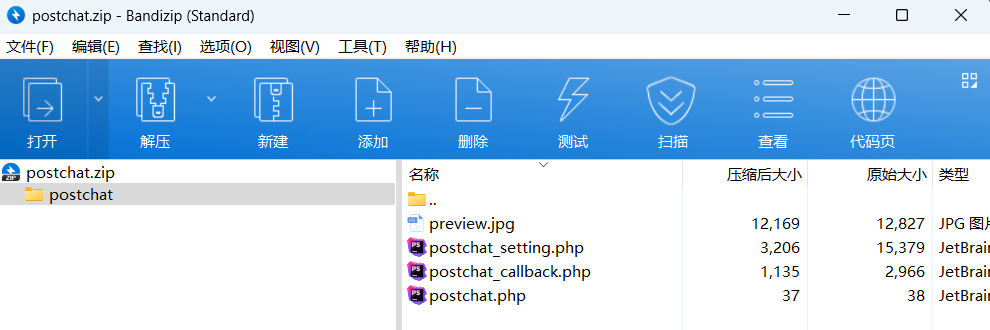 postchat.zip - Bandizip (Standard)
文件(F) 编辑(E) 查找(I) 选项(O) 视图(V) 工具(T) 帮助(H)
打开 解压 新建 添加 删除 测试 扫描 查看 代码页
postchat.zip 名称 压缩后大小 原始大小 类型
postchat ..
preview.jpg 12,169 12,827 JPG 图片
postchat_setting.php 3,206 15,379 JetBrain
postchat_callback.php 1,135 2,966 JetBrain
postchat.php 37 38 JetBrain